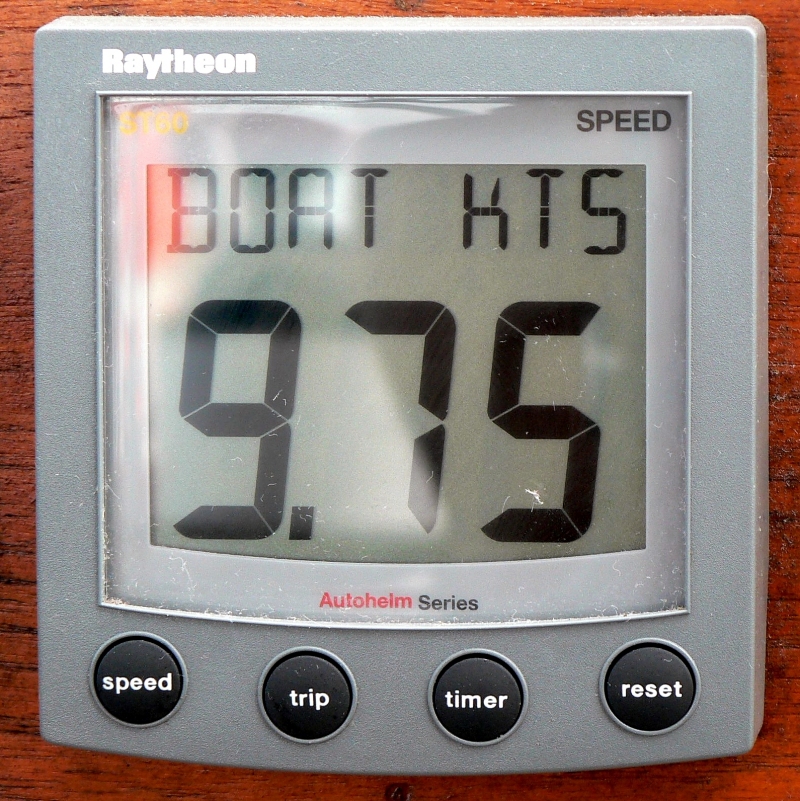 Raytheon
ST60 SPEED
BOAT KTS
9.75
Autohelm Series
speed trip timer reset